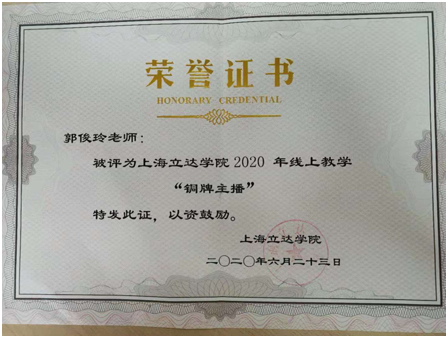 荣誉证书
HONORARY CREDENTIAL
郭俊玲老师：
被评为上海立达学院2020 年线上教学
“铜牌主播”
特发此证，以资鼓励。
上海立达学院
二〇二〇年六月二十三日